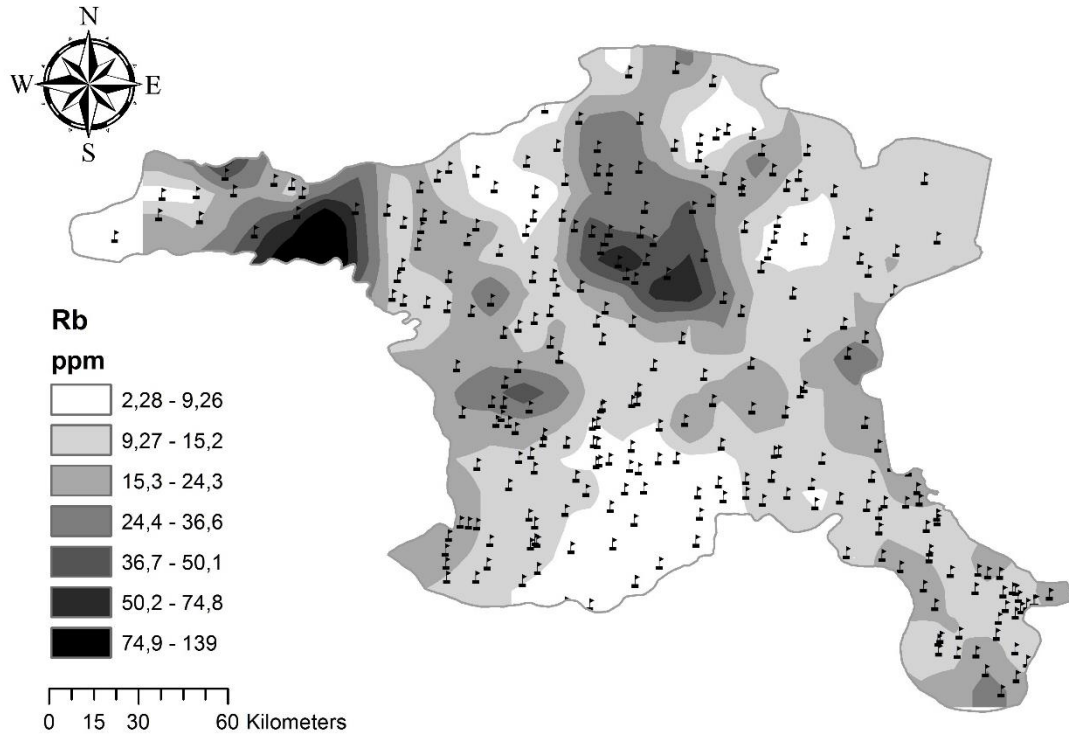 N
W E
S
Rb
ppm
2,28 - 9,26
9,27 - 15,2
15,3 - 24,3
24,4 - 36,6
36,7 - 50,1
50,2 - 74,8
74,9 - 139
0 15 30 60 Kilometers